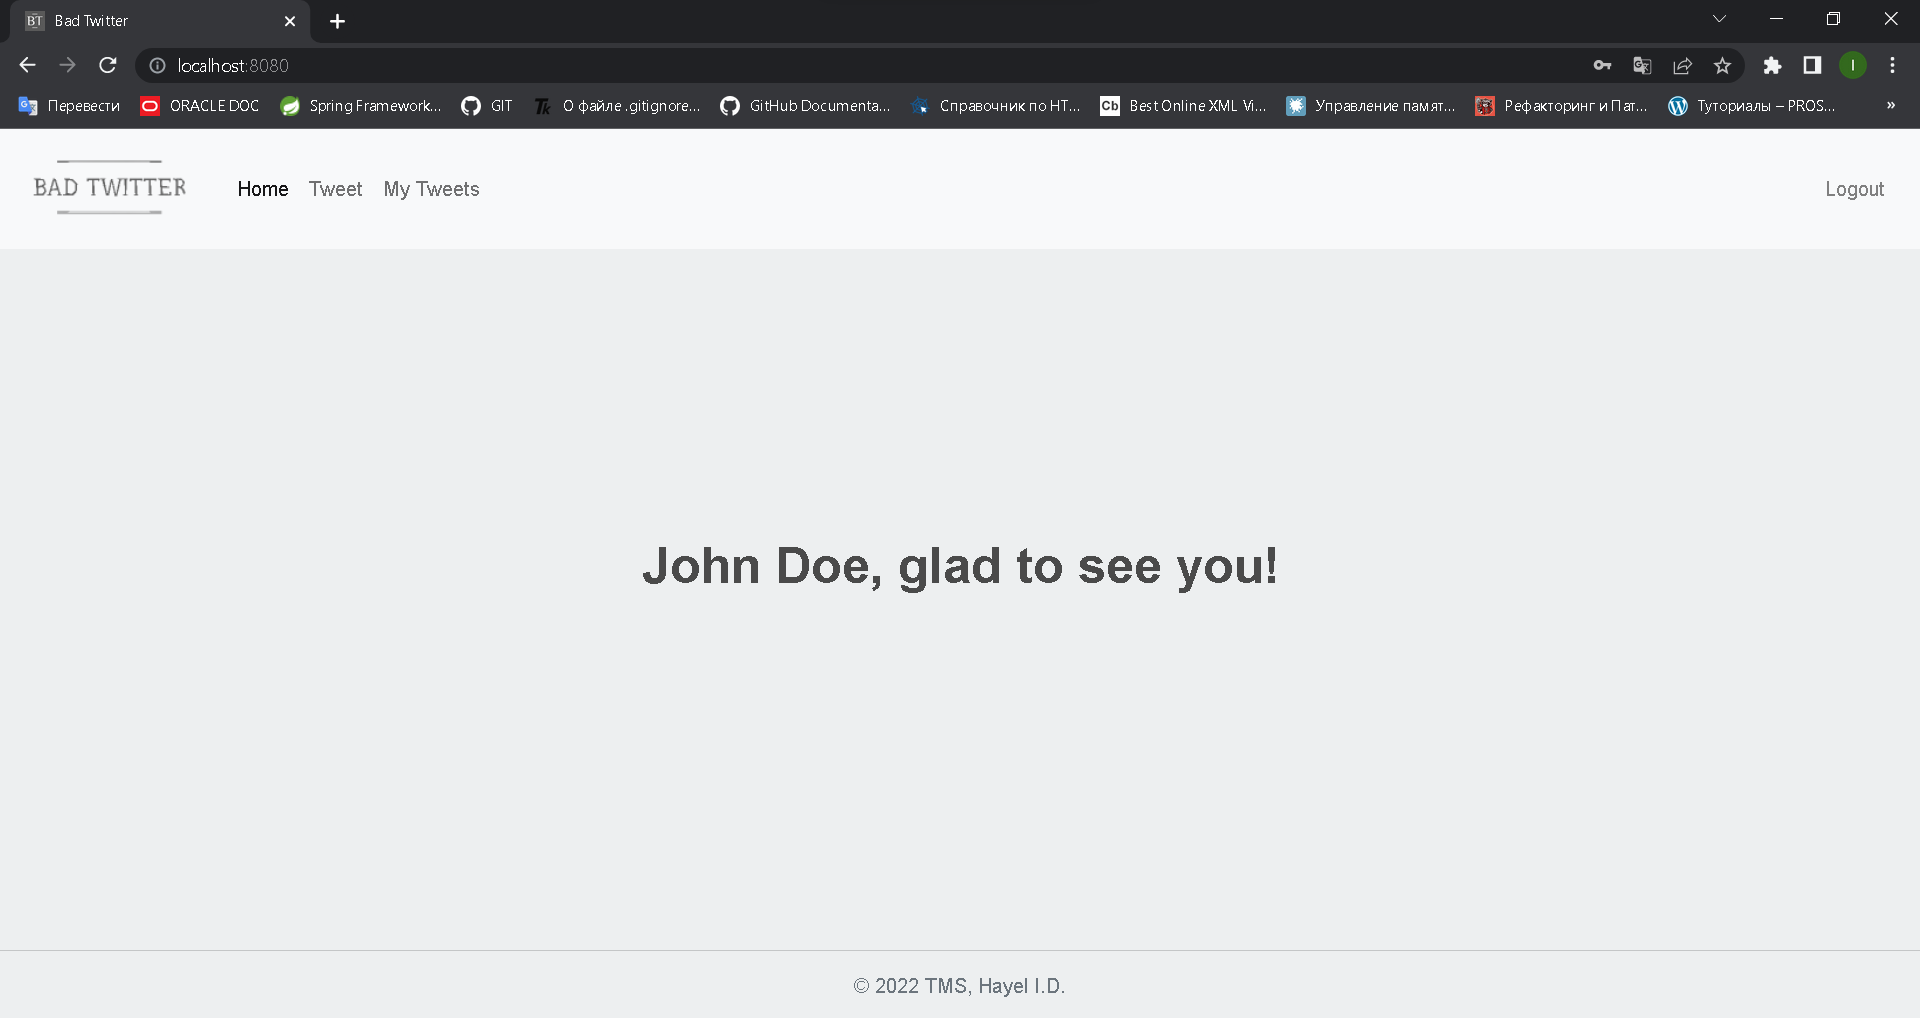 BT Bad Twitter
localhost:8080 I
Перевести ORACLE DOC Spring Framework... GIT Tk О файле .gitignore... GitHub Documenta... Справочник по HT... Cb Best Online XML Vi... Управление памят... Рефакторинг и Пат... Туториалы – PROS... »
BAD TWITTER Home Tweet My Tweets Logout
John Doe, glad to see you!
© 2022 TMS, Hayel I.D.